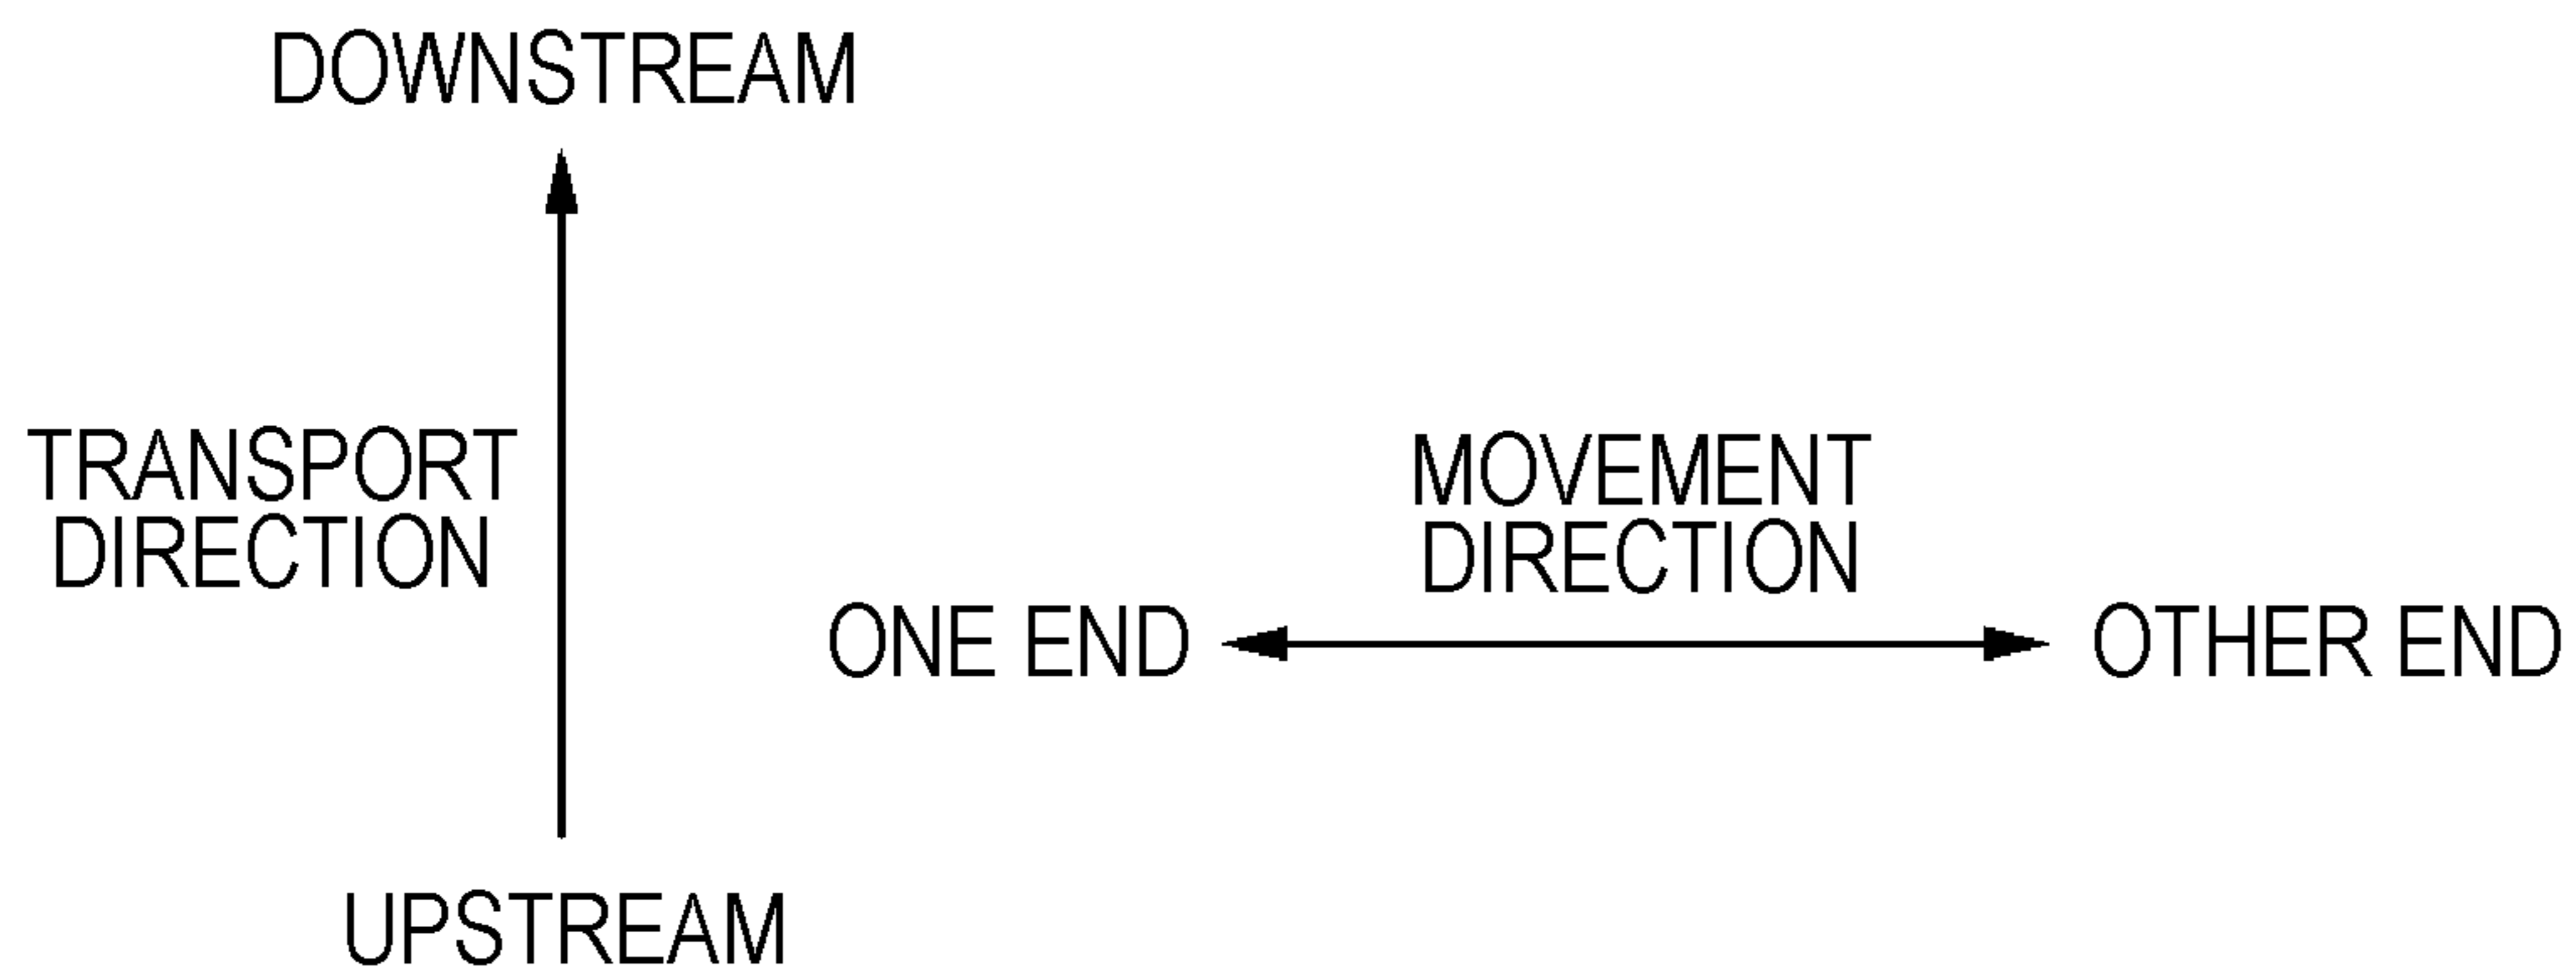 DOWNSTREAM
TRANSPORT
DIRECTION
MOVEMENT
DIRECTION
ONE END
OTHER END
UPSTREAM